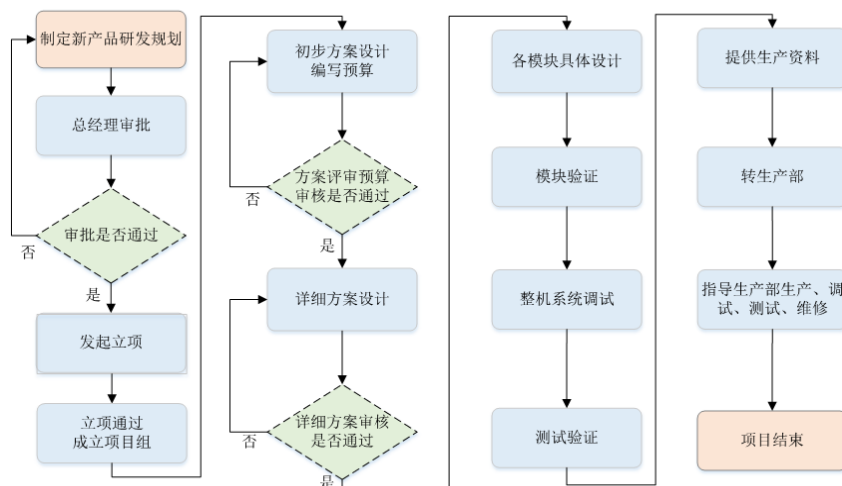 制定新产品研发规划
总经理审批
审批是否通过
否
是
发起立项
立项通过
成立项目组
初步方案设计
编写预算
方案评审预算
审核是否通过
否
是
详细方案设计
详细方案审核
是否通过
否
是
各模块具体设计
模块验证
整机系统调试
测试验证
提供生产资料
转生产部
指导生产部生产、调
试、测试、维修
项目结束